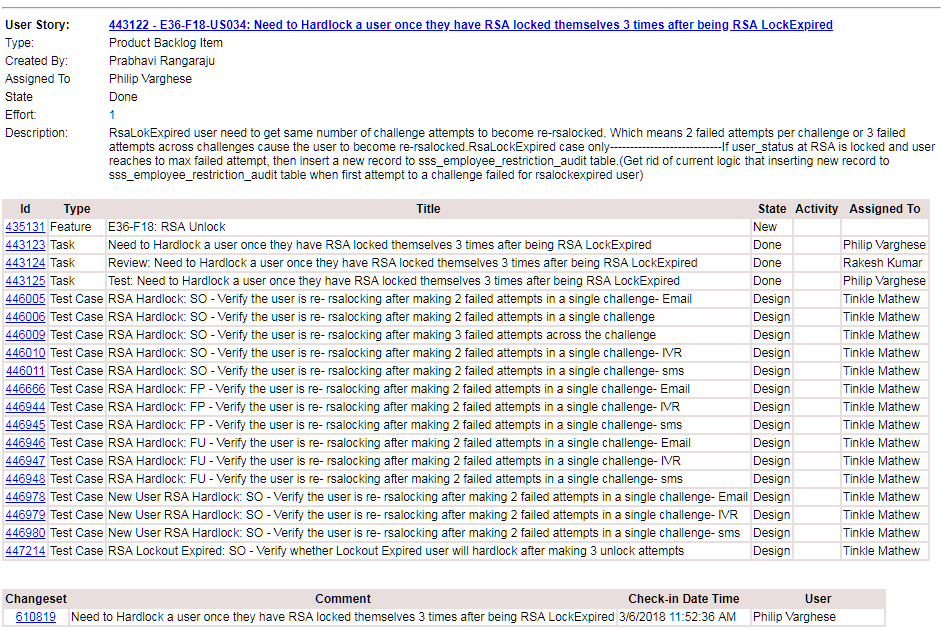 User Story: 443122 - E36-F18-US034: Need to Hardlock a user once they have RSA locked themselves 3 times after being RSA LockExpired
Type: Product Backlog Item
Created By: Prabhavi Rangaraju
Assigned To Philip Varghese
State Done
Effort: 1
Description: RsaLokExpired user need to get same number of challenge attempts to become re-rsalocked. Which means 2 failed attempts per challenge or 3 failed
attempts across challenges cause the user to become re-rsalocked.RsaLockExpired case only----------------------------If user_status at RSA is locked and user
reaches to max failed attempt, then insert a new record to sss_employee_restriction_audit table.(Get rid of current logic that inserting new record to
sss_employee_restriction_audit table when first attempt to a challenge failed for rsalockexpired user)
Id Type Title State Activity Assigned To
435131 Feature E36-F18: RSA Unlock New
443123 Task Need to Hardlock a user once they have RSA locked themselves 3 times after being RSA LockExpired Done Philip Varghese
443124 Task Review: Need to Hardlock a user once they have RSA locked themselves 3 times after being RSA LockExpired Done Rakesh Kumar
443125 Task Test: Need to Hardlock a user once they have RSA locked themselves 3 times after being RSA LockExpired Done Philip Varghese
446005 Test Case RSA Hardlock: SO - Verify the user is re- rsalocking after making 2 failed attempts in a single challenge- Email Design Tinkle Mathew
446006 Test Case RSA Hardlock: SO - Verify the user is re- rsalocking after making 2 failed attempts in a single challenge Design Tinkle Mathew
446009 Test Case RSA Hardlock: SO - Verify the user is re- rsalocking after making 3 failed attempts across the challenge Design Tinkle Mathew
446010 Test Case RSA Hardlock: SO - Verify the user is re- rsalocking after making 2 failed attempts in a single challenge- IVR Design Tinkle Mathew
446011 Test Case RSA Hardlock: SO - Verify the user is re- rsalocking after making 2 failed attempts in a single challenge- sms Design Tinkle Mathew
446666 Test Case RSA Hardlock: FP - Verify the user is re- rsalocking after making 2 failed attempts in a single challenge- Email Design Tinkle Mathew
446944 Test Case RSA Hardlock: FP - Verify the user is re- rsalocking after making 2 failed attempts in a single challenge- IVR Design Tinkle Mathew
446945 Test Case RSA Hardlock: FP - Verify the user is re- rsalocking after making 2 failed attempts in a single challenge- sms Design Tinkle Mathew
446946 Test Case RSA Hardlock: FU - Verify the user is re- rsalocking after making 2 failed attempts in a single challenge- Email Design Tinkle Mathew
446947 Test Case RSA Hardlock: FU - Verify the user is re- rsalocking after making 2 failed attempts in a single challenge- IVR Design Tinkle Mathew
446948 Test Case RSA Hardlock: FU - Verify the user is re- rsalocking after making 2 failed attempts in a single challenge- sms Design Tinkle Mathew
446978 Test Case New User RSA Hardlock: SO - Verify the user is re- rsalocking after making 2 failed attempts in a single challenge- Email Design Tinkle Mathew
446979 Test Case New User RSA Hardlock: SO - Verify the user is re- rsalocking after making 2 failed attempts in a single challenge- IVR Design Tinkle Mathew
446980 Test Case New User RSA Hardlock: SO - Verify the user is re- rsalocking after making 2 failed attempts in a single challenge- sms Design Tinkle Mathew
447214 Test Case RSA Lockout Expired: SO - Verify whether Lockout Expired user will hardlock after making 3 unlock attempts Design Tinkle Mathew
Changeset Comment Check-in Date Time User
610819 Need to Hardlock a user once they have RSA locked themselves 3 times after being RSA LockExpired 3/6/2018 11:52:36 AM Philip Varghese